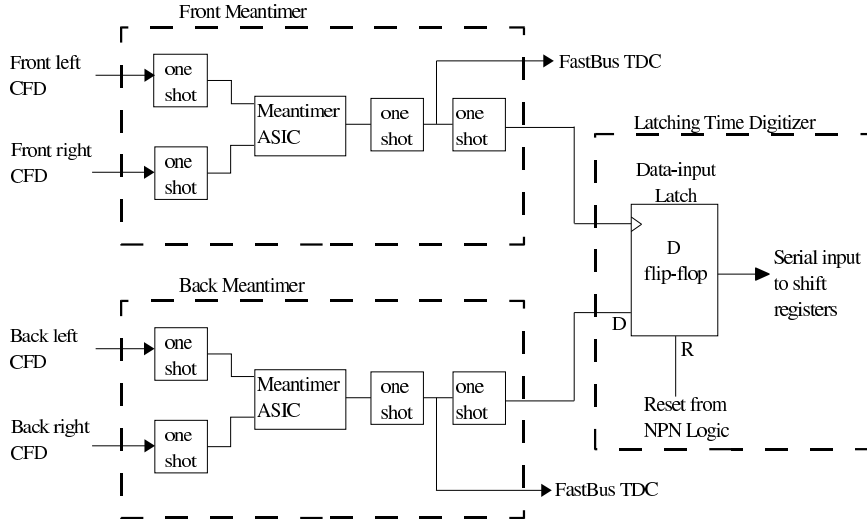 Front Meantimer
Front left
CFD
one
shot
Front right
CFD
one
shot
Meantimer
ASIC
one
shot
one
shot
FastBus TDC
Latching Time Digitizer
Data-input
Latch
D
flip-flop
D
R
Serial input
to shift
registers
Reset from
NPN Logic
Back Meantimer
Back left
CFD
one
shot
Back right
CFD
one
shot
Meantimer
ASIC
one
shot
one
shot
FastBus TDC